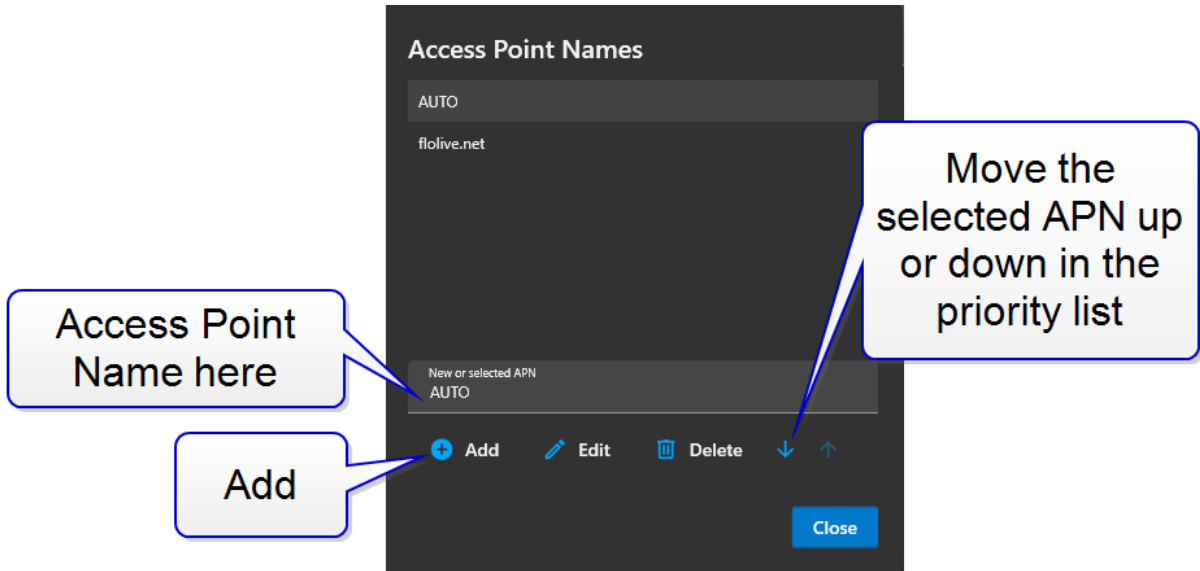 Access Point Names
AUTO
flolive.net
Move the
selected APN up
or down in the
priority list
Access Point
Name here
New or selected APN
AUTO
Add
Add Edit Delete
Close